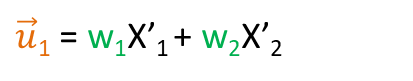 u⃗₁ = w₁X’₁ + w₂X’₂